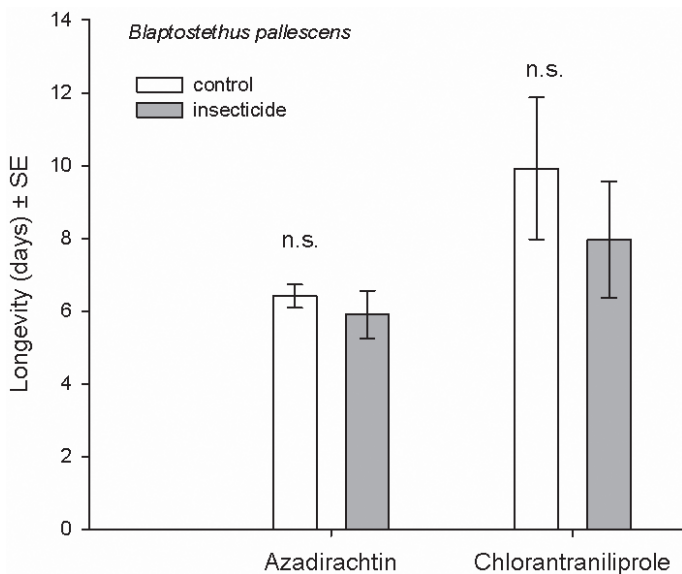 Blaptostethus pallescens
control
insecticide
n.s.
n.s.
Longevity (days) ± SE
14
12
10
8
6
4
2
0
Azadirachtin
Chlorantraniliprole